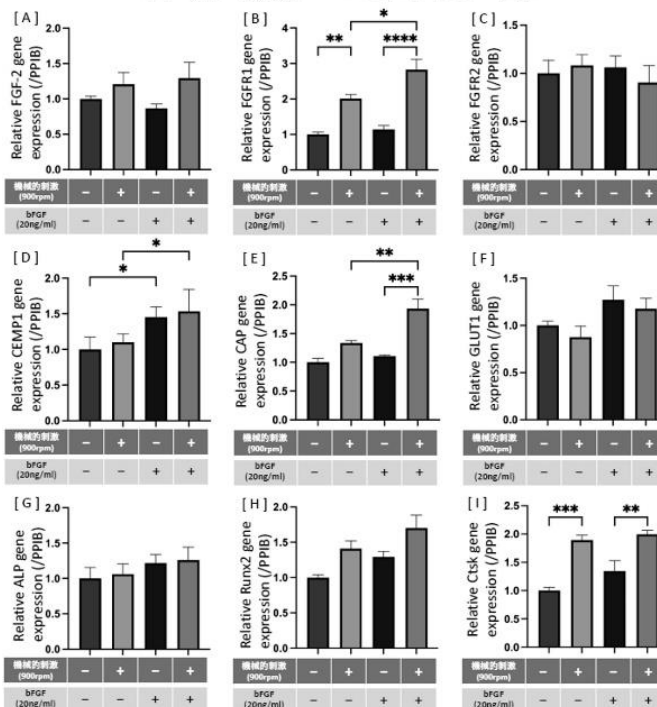 [A]
Relative FGF-2 gene
expression (/PPIB)
2.0
1.5
1.0
0.5
0.0
機械的刺激
(900rpm)
− + − +
bFGF
(20ng/ml)
− − + +
[B]
Relative FGFR1 gene
expression (/PPIB)
4
3
2
1
0
*
** ****
機械的刺激
(900rpm)
− + − +
bFGF
(20ng/ml)
− − + +
[C]
Relative FGFR2 gene
expression (/PPIB)
1.5
1.0
0.5
0.0
機械的刺激
(900rpm)
− + − +
bFGF
(20ng/ml)
− − + +
[D]
Relative CEMP1 gene
expression (/PPIB)
2.0
1.5
1.0
0.5
0.0
*
*
機械的刺激
(900rpm)
− + − +
bFGF
(20ng/ml)
− − + +
[E]
Relative CAP gene
expression (/PPIB)
2.5
2.0
1.5
1.0
0.5
0.0
**
***
機械的刺激
(900rpm)
− + − +
bFGF
(20ng/ml)
− − + +
[F]
Relative GLUT1 gene
expression (/PPIB)
2.0
1.5
1.0
0.5
0.0
機械的刺激
(900rpm)
− + − +
bFGF
(20ng/ml)
− − + +
[G]
Relative ALP gene
expression (/PPIB)
2.0
1.5
1.0
0.5
0.0
機械的刺激
(900rpm)
− + − +
bFGF
(20ng/ml)
− − + +
[H]
Relative Runx2 gene
expression (/PPIB)
2.0
1.5
1.0
0.5
0.0
機械的刺激
(900rpm)
− + − +
bFGF
(20ng/ml)
− − + +
[I]
Relative Ctsk gene
expression (/PPIB)
2.5
2.0
1.5
1.0
0.5
0.0
*** **
機械的刺激
(900rpm)
− + − +
bFGF
(20ng/ml)
− − + +